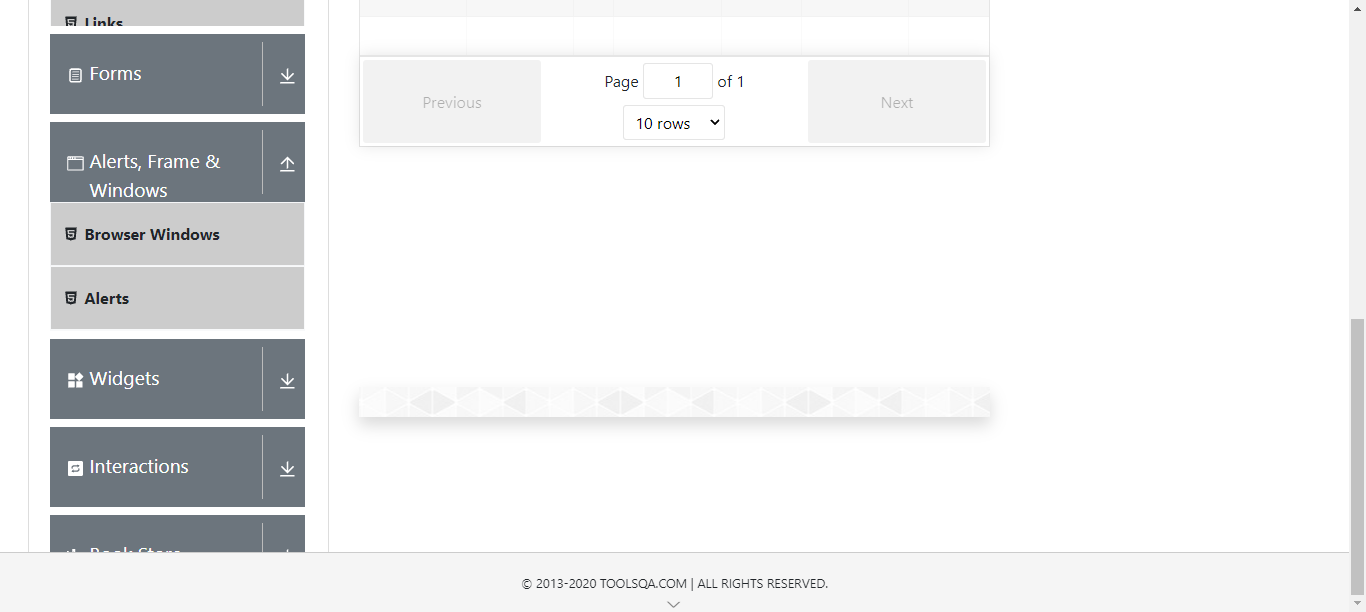 Links
Forms
Alerts, Frame &
Windows
Browser Windows
Alerts
Widgets
Interactions
Book Store
Previous
Page 1 of 1
10 rows
Next
© 2013-2020 TOOLSQA.COM | ALL RIGHTS RESERVED.